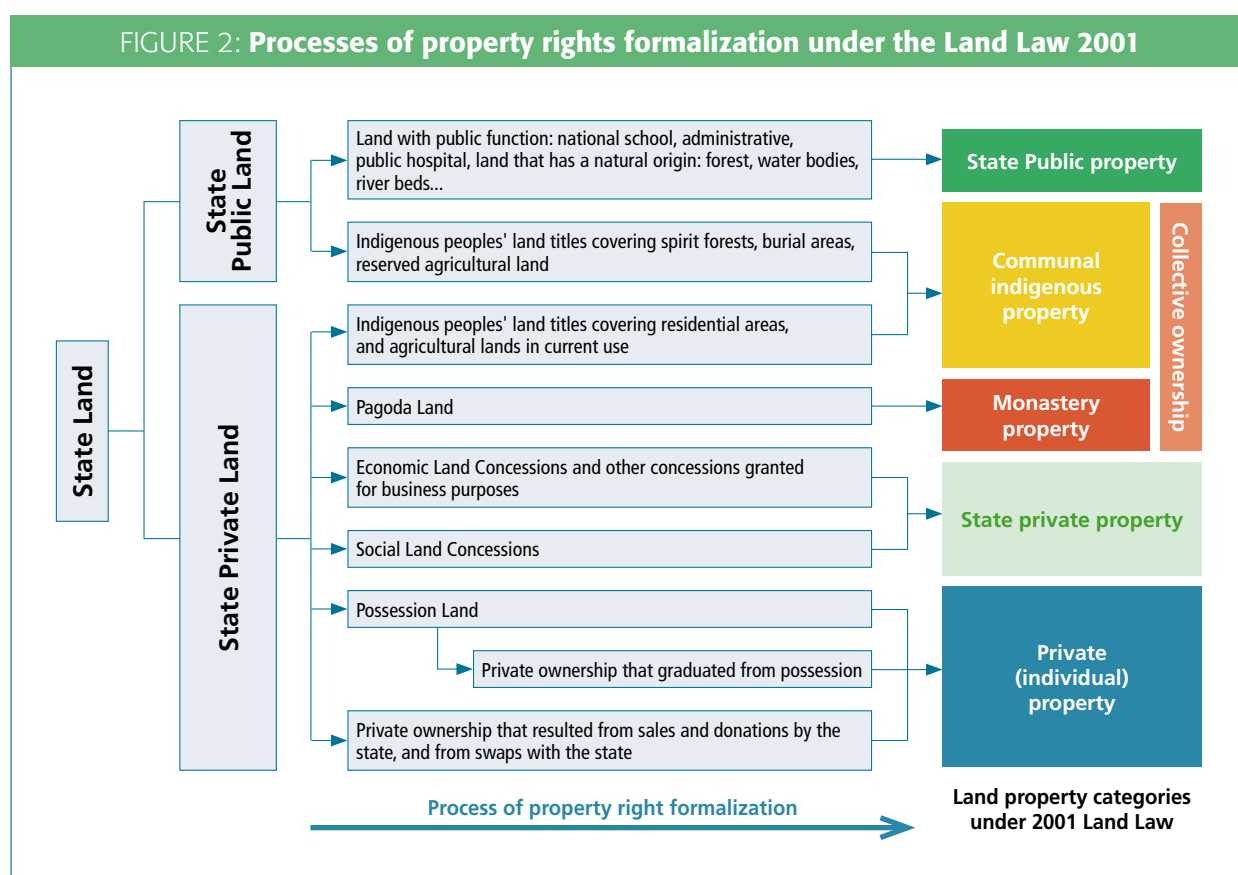 FIGURE 2: Processes of property rights formalization under the Land Law 2001
State Land
State
Public Land
State Private Land
Land with public function: national school, administrative,
public hospital, land that has a natural origin: forest, water bodies,
river beds...
Indigenous peoples' land titles covering spirit forests, burial areas,
reserved agricultural land
Indigenous peoples' land titles covering residential areas,
and agricultural lands in current use
Pagoda Land
Economic Land Concessions and other concessions granted
for business purposes
Social Land Concessions
Possession Land
Private ownership that graduated from possession
Private ownership that resulted from sales and donations by the
state, and from swaps with the state
State Public property
Communal
indigenous
property
Monastery
property
Collective ownership
State private property
Private
(individual)
property
Process of property right formalization
Land property categories
under 2001 Land Law